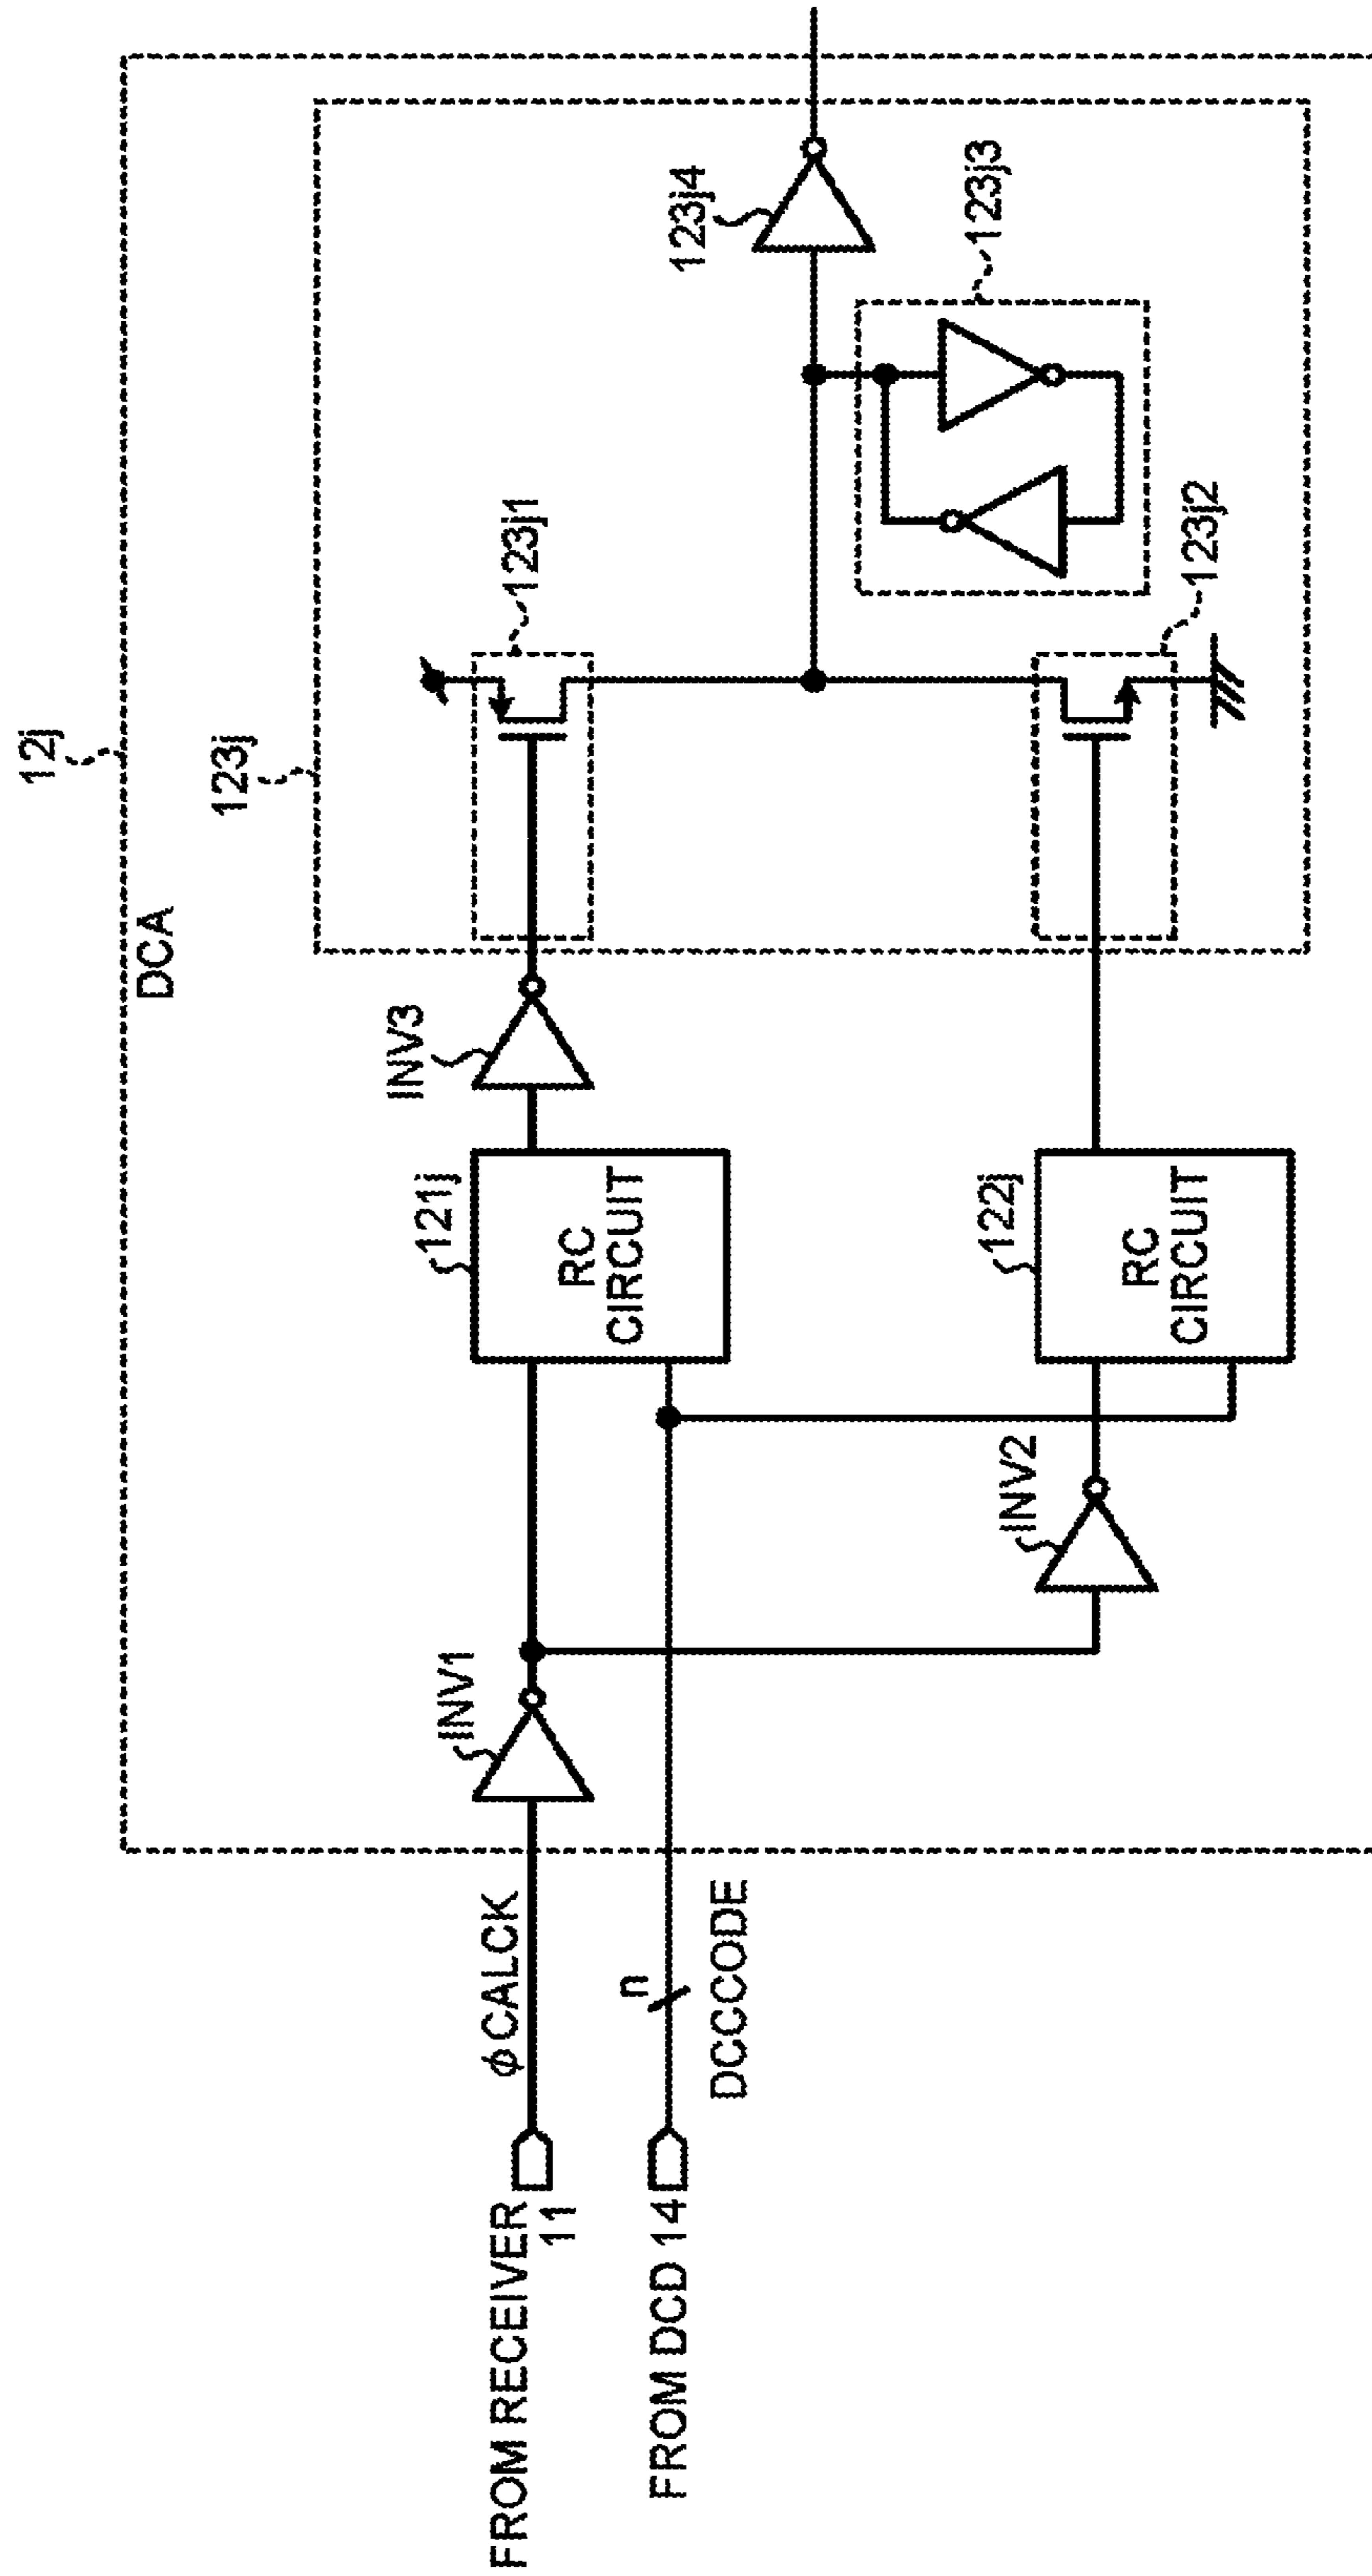 12j
DCA
123j
FROM RECEIVER
11
φCALCK
INV1
121j
RC
CIRCUIT
INV3
123j1
123j4
FROM DCD 14
n
DCCODE
INV2
122j
RC
CIRCUIT
123j2
123j3